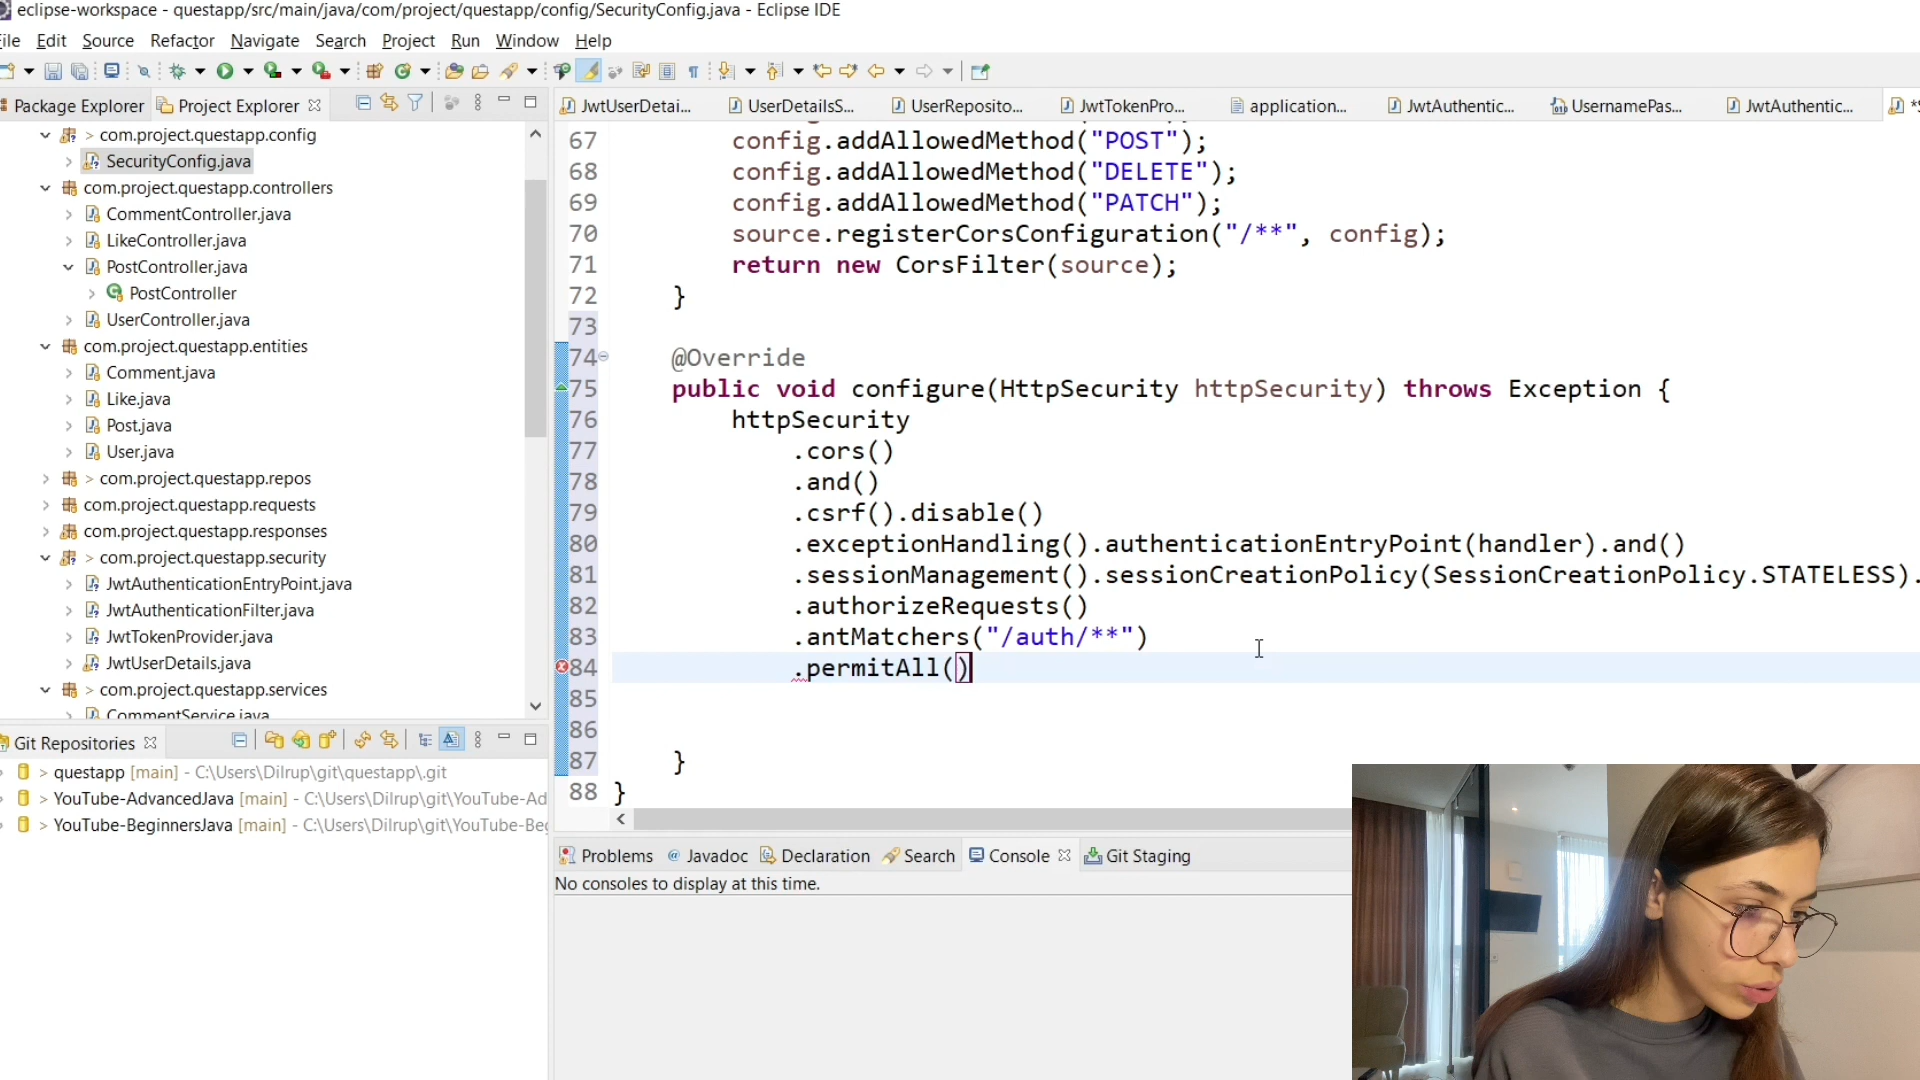 eclipse-workspace - questapp/src/main/java/com/project/questapp/config/SecurityConfig.java - Eclipse IDE
File Edit Source Refactor Navigate Search Project Run Window Help
Package Explorer Project Explorer
JwtUserDetai... UserDetailsS... UserReposito... JwtTokenPro... application... JwtAuthentic... UsernamePas... JwtAuthentic...
> com.project.questapp.config
SecurityConfig.java
com.project.questapp.controllers
CommentController.java
LikeController.java
PostController.java
PostController
UserController.java
com.project.questapp.entities
Comment.java
Like.java
Post.java
User.java
> com.project.questapp.repos
com.project.questapp.requests
com.project.questapp.responses
> com.project.questapp.security
JwtAuthenticationEntryPoint.java
JwtAuthenticationFilter.java
JwtTokenProvider.java
JwtUserDetails.java
> com.project.questapp.services
CommentService.java
67 config.addAllowedMethod("POST");
68 config.addAllowedMethod("DELETE");
69 config.addAllowedMethod("PATCH");
70 source.registerCorsConfiguration("/**", config);
71 return new CorsFilter(source);
72 }
73
74 @Override
75 public void configure(HttpSecurity httpSecurity) throws Exception {
76 httpSecurity
77 .cors()
78 .and()
79 .csrf().disable()
80 .exceptionHandling().authenticationEntryPoint(handler).and()
81 .sessionManagement().sessionCreationPolicy(SessionCreationPolicy.STATELESS).
82 .authorizeRequests()
83 .antMatchers("/auth/**")
84 .permitAll()
85
86
87 }
88 }
Git Repositories
> questapp [main] - C:\Users\Dilrup\git\questapp\.git
> YouTube-AdvancedJava [main] - C:\Users\Dilrup\git\YouTube-Ad
> YouTube-BeginnersJava [main] - C:\Users\Dilrup\git\YouTube-Beg
Problems @ Javadoc Declaration Search Console Git Staging
No consoles to display at this time.